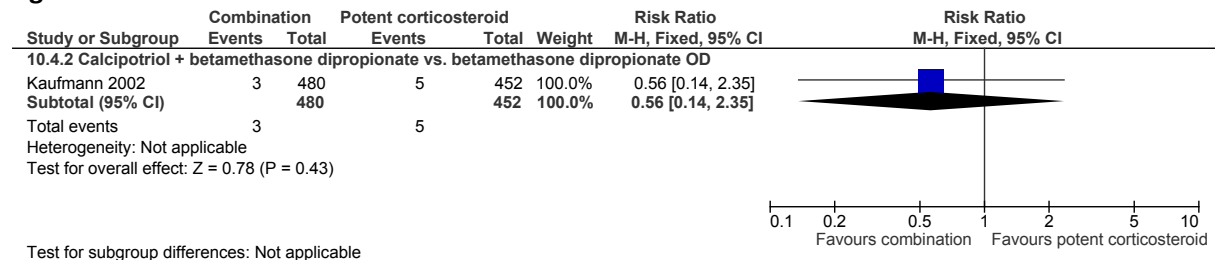 Combination Potent corticosteroid Risk Ratio Risk Ratio
Study or Subgroup Events Total Events Total Weight M-H, Fixed, 95% CI M-H, Fixed, 95% CI
10.4.2 Calcipotriol + betamethasone dipropionate vs. betamethasone dipropionate OD
Kaufmann 2002 3 480 5 452 100.0% 0.56 [0.14, 2.35]
Subtotal (95% CI) 480 452 100.0% 0.56 [0.14, 2.35]
Total events 3 5
Heterogeneity: Not applicable
Test for overall effect: Z = 0.78 (P = 0.43)
0.1 0.2 0.5 1 2 5 10
Favours combination Favours potent corticosteroid
Test for subgroup differences: Not applicable